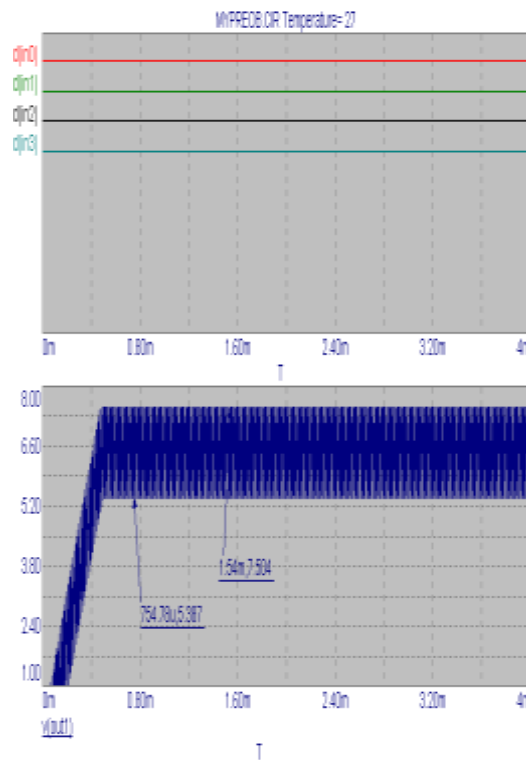 MYPREOB.CIR Temperature= 27
d(in0)
d(in1)
d(in2)
d(in3)
0m 0.80m 1.60m 2.40m 3.20m 4m
T
8.00
6.60
5.20
3.80
2.40
1.00
1.54m,7.504
754.78u,5.387
0m 0.80m 1.60m 2.40m 3.20m 4m
v(out1)
T